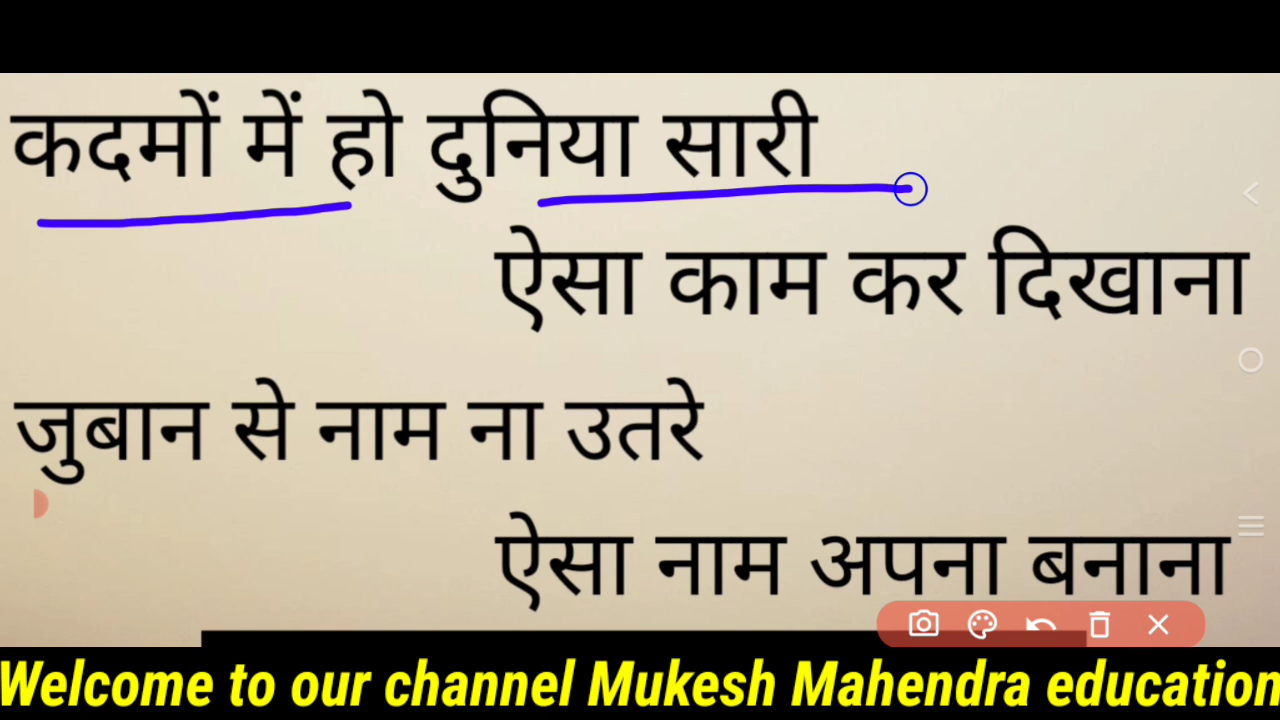 कदमों में हो दुनिया सारी
ऐसा काम कर दिखाना
जुबान से नाम ना उतरे
ऐसा नाम अपना बनाना
Welcome to our channel Mukesh Mahendra education